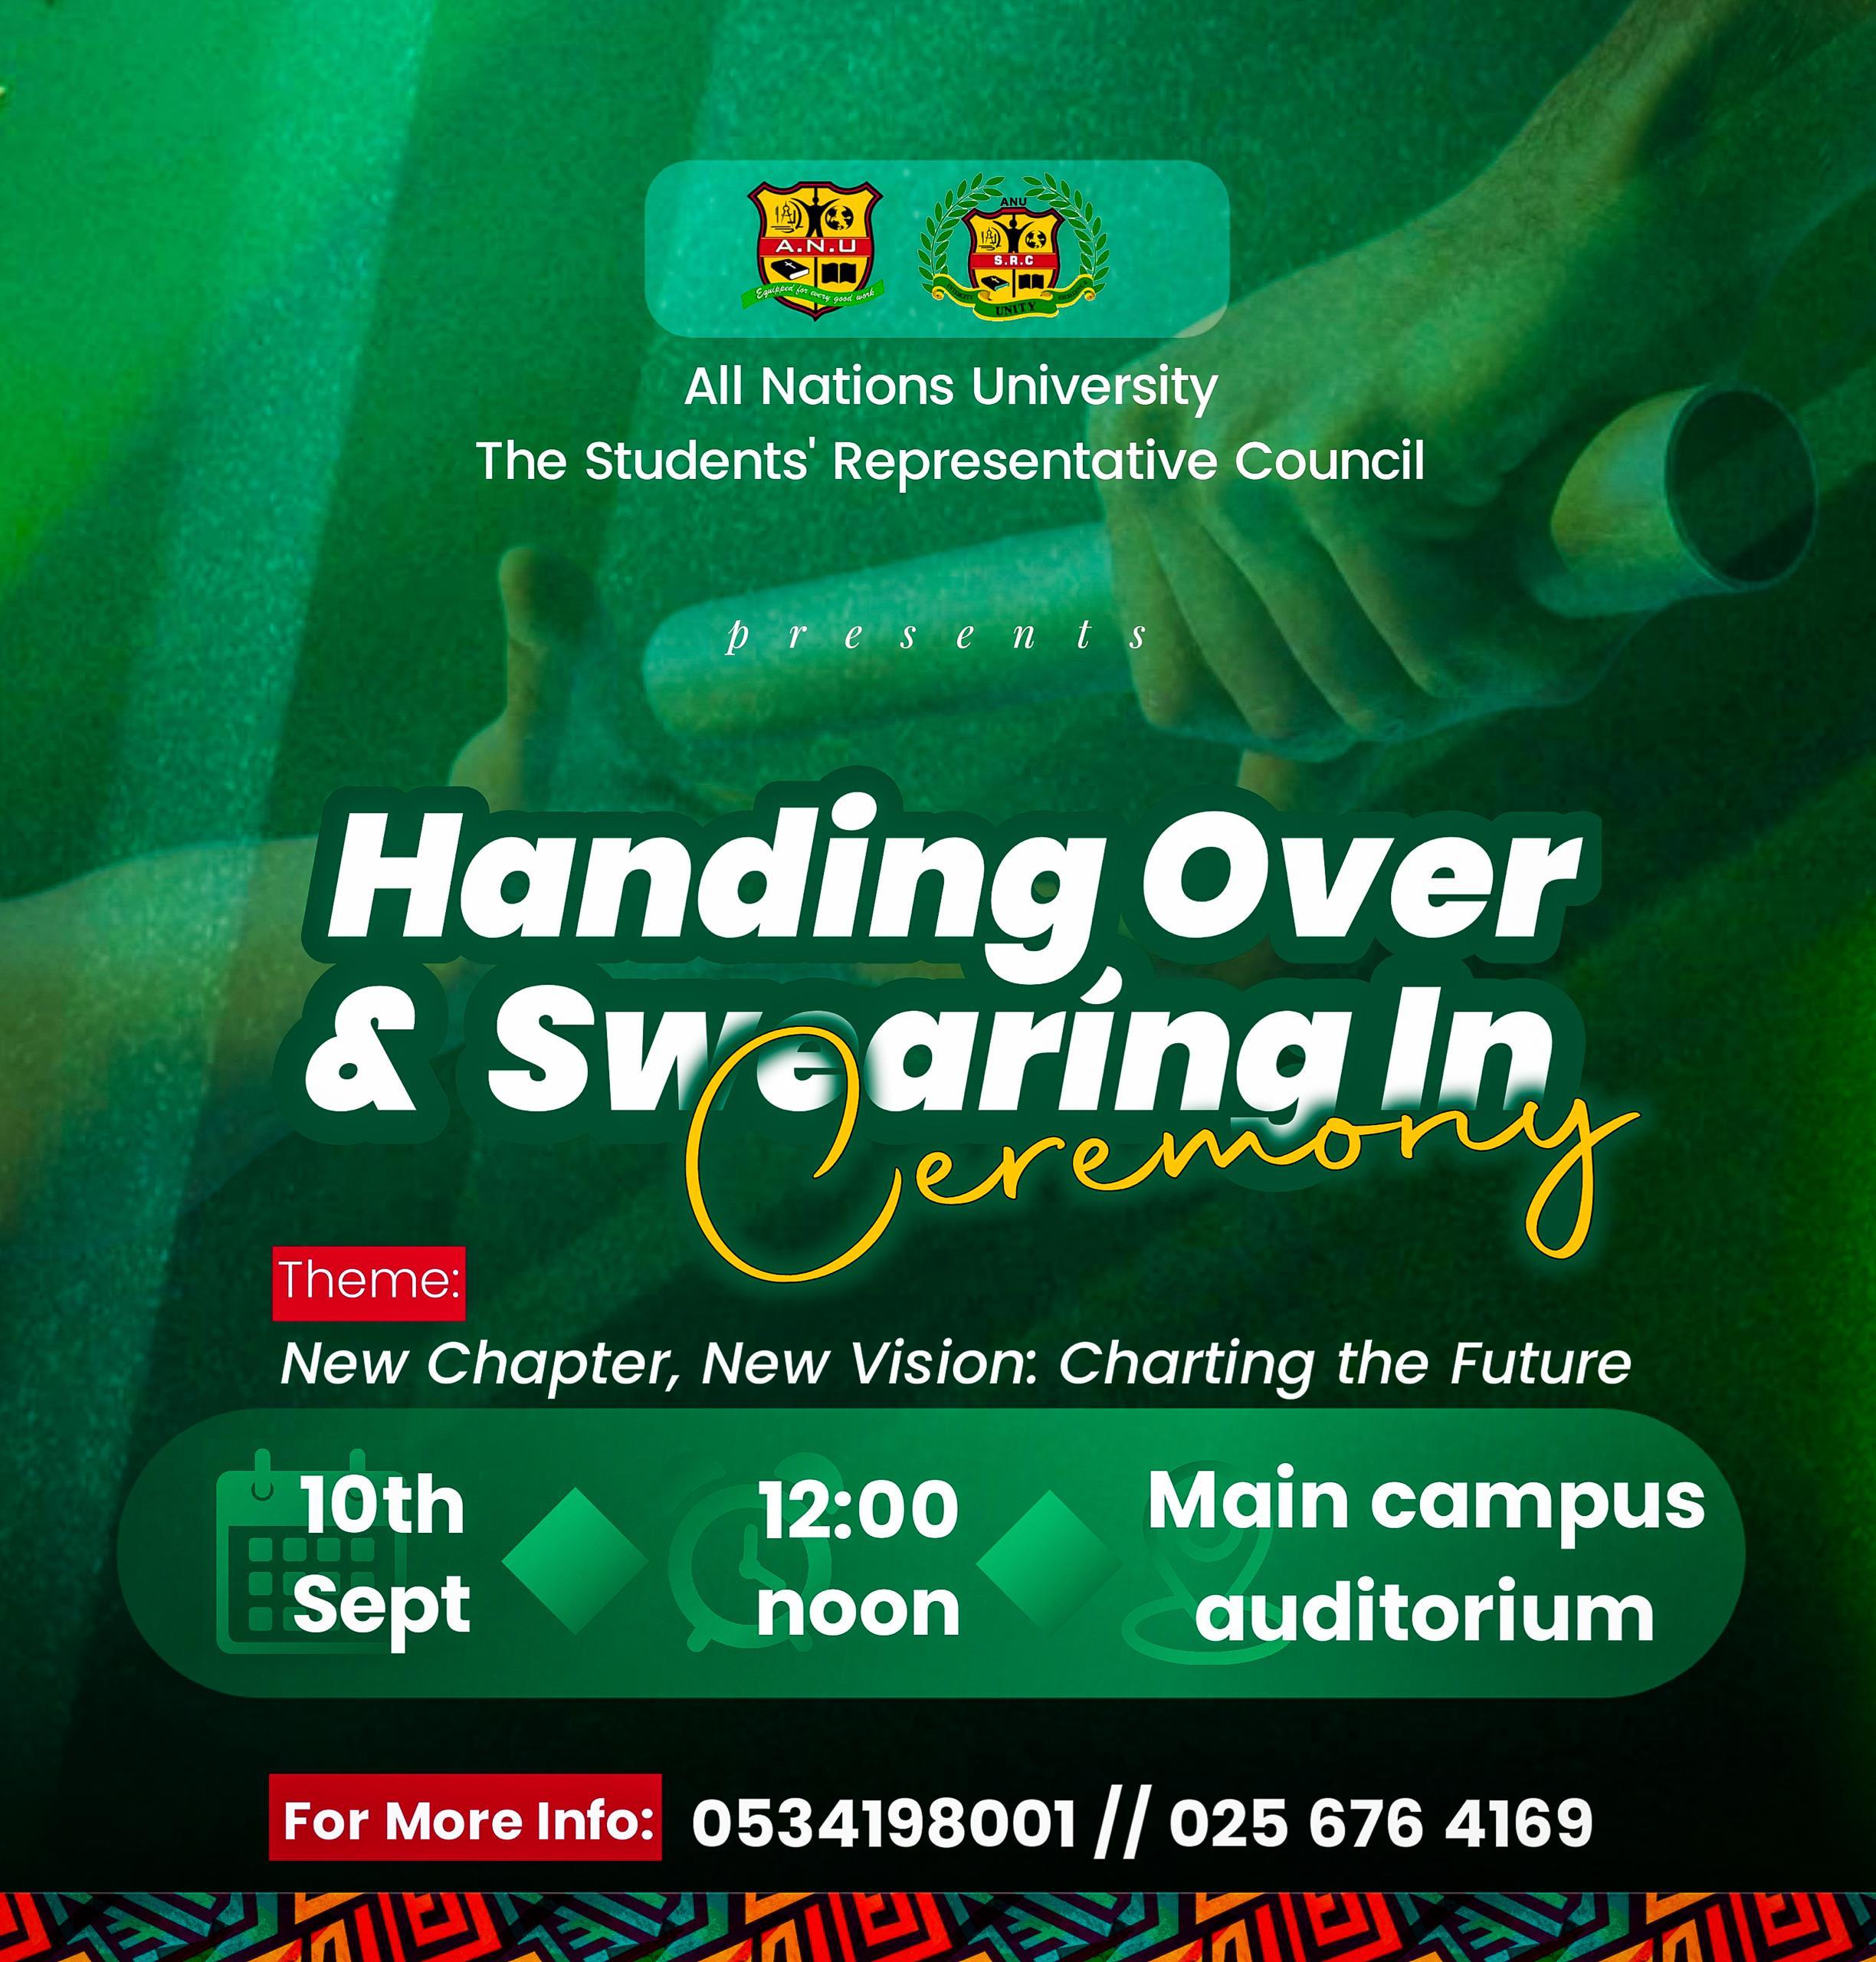 A.N.U
Equipped for every good work
ANU
S.R.C
UNITY
All Nations University
The Students' Representative Council
presents
Handing Over
& Swearing In
Ceremony
Theme:
New Chapter, New Vision: Charting the Future
10th
Sept
12:00
noon
Main campus
auditorium
For More Info: 0534198001 // 025 676 4169